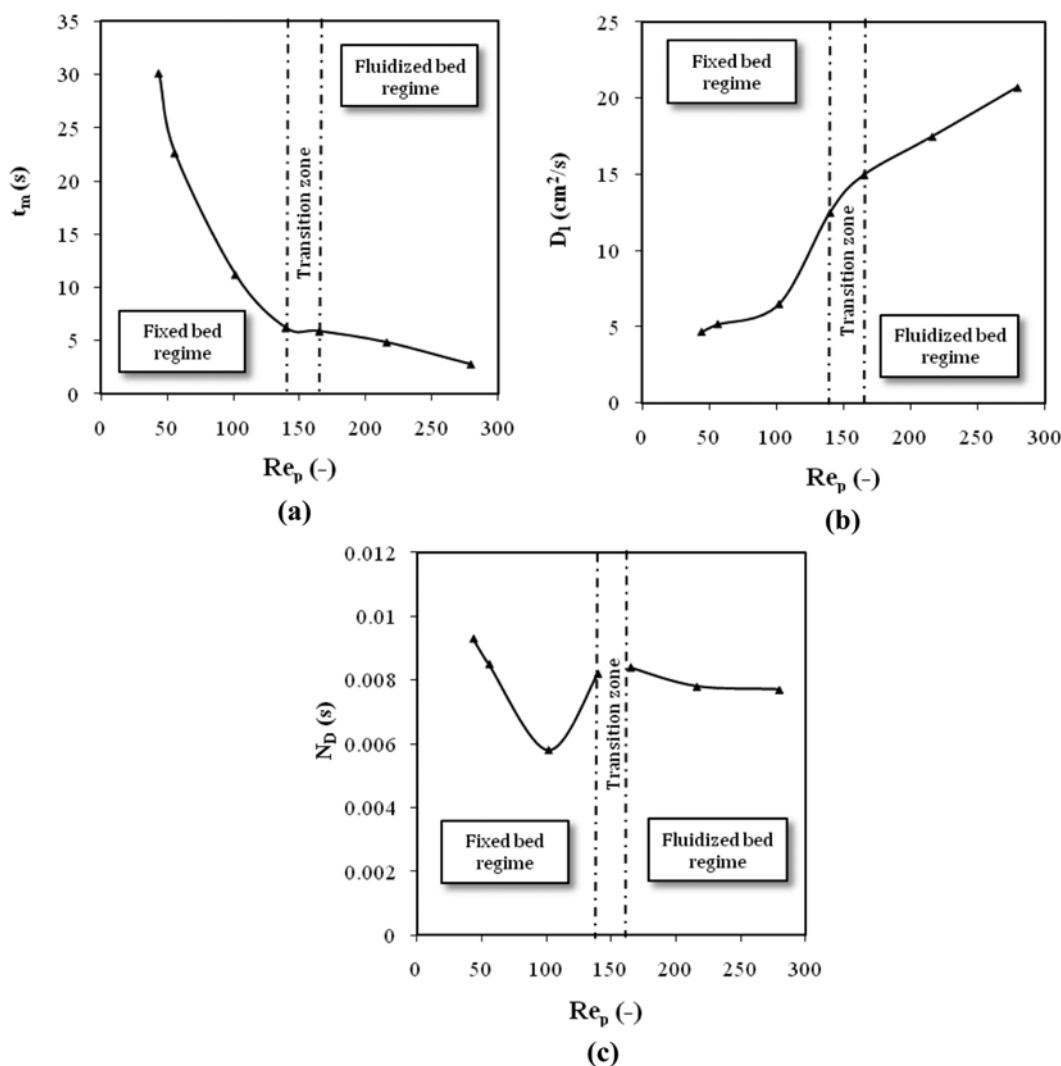 35
30
25
20
15
10
5
0
t_m (s)
Fluidized bed
regime
Transition zone
Fixed bed
regime
0 50 100 150 200 250 300
Re_p (-)
(a)
25
20
15
10
5
0
D_l (cm²/s)
Fixed bed
regime
Transition zone
Fluidized bed
regime
0 50 100 150 200 250 300
Re_p (-)
(b)
0.012
0.01
0.008
0.006
0.004
0.002
0
N_D (s)
Transition zone
Fixed bed
regime
Fluidized bed
regime
0 50 100 150 200 250 300
Re_p (-)
(c)